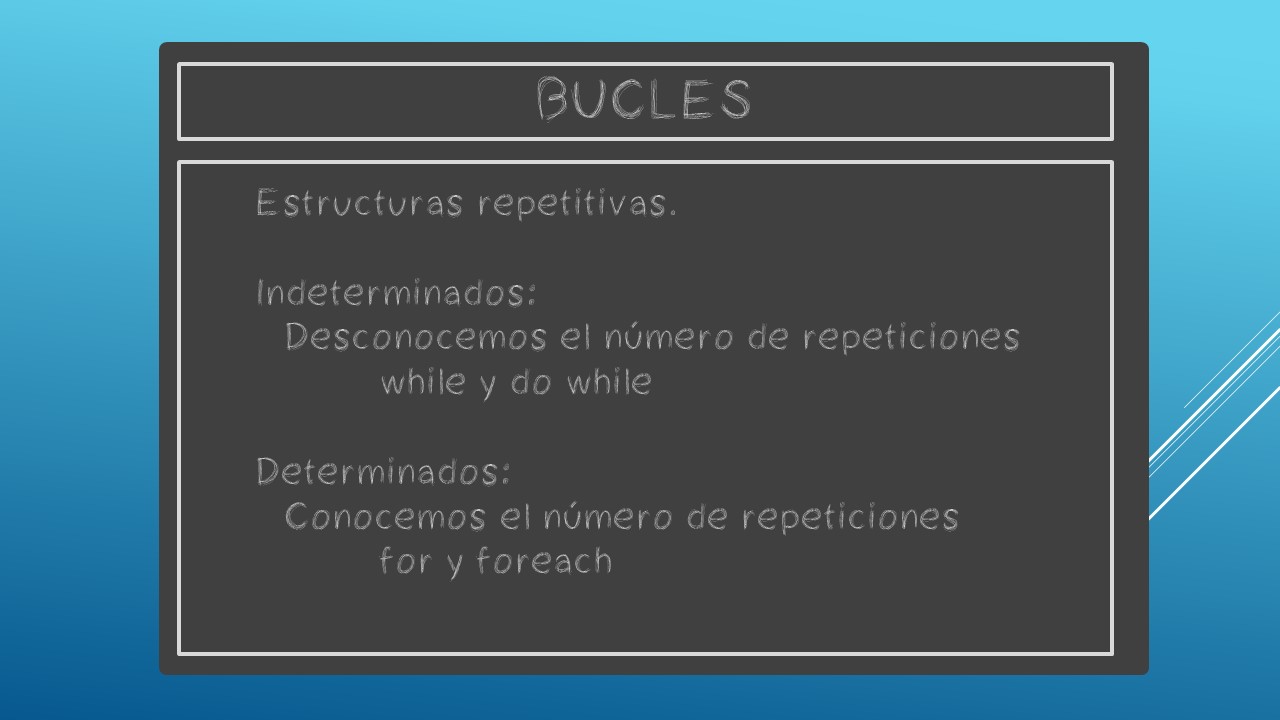 BUCLES
Estructuras repetitivas.
Indeterminados:
Desconocemos el número de repeticiones
while y do while
Determinados:
Conocemos el número de repeticiones
for y foreach